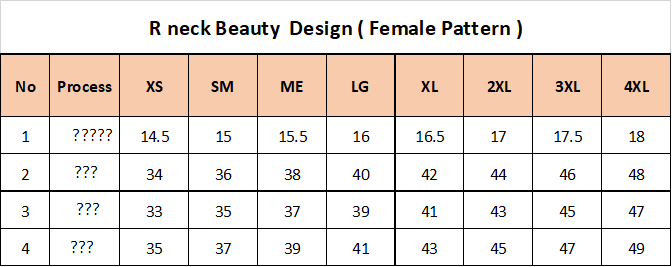 R neck Beauty Design ( Female Pattern )
No Process XS SM ME LG XL 2XL 3XL 4XL
1 ????? 14.5 15 15.5 16 16.5 17 17.5 18
2 ??? 34 36 38 40 42 44 46 48
3 ??? 33 35 37 39 41 43 45 47
4 ??? 35 37 39 41 43 45 47 49